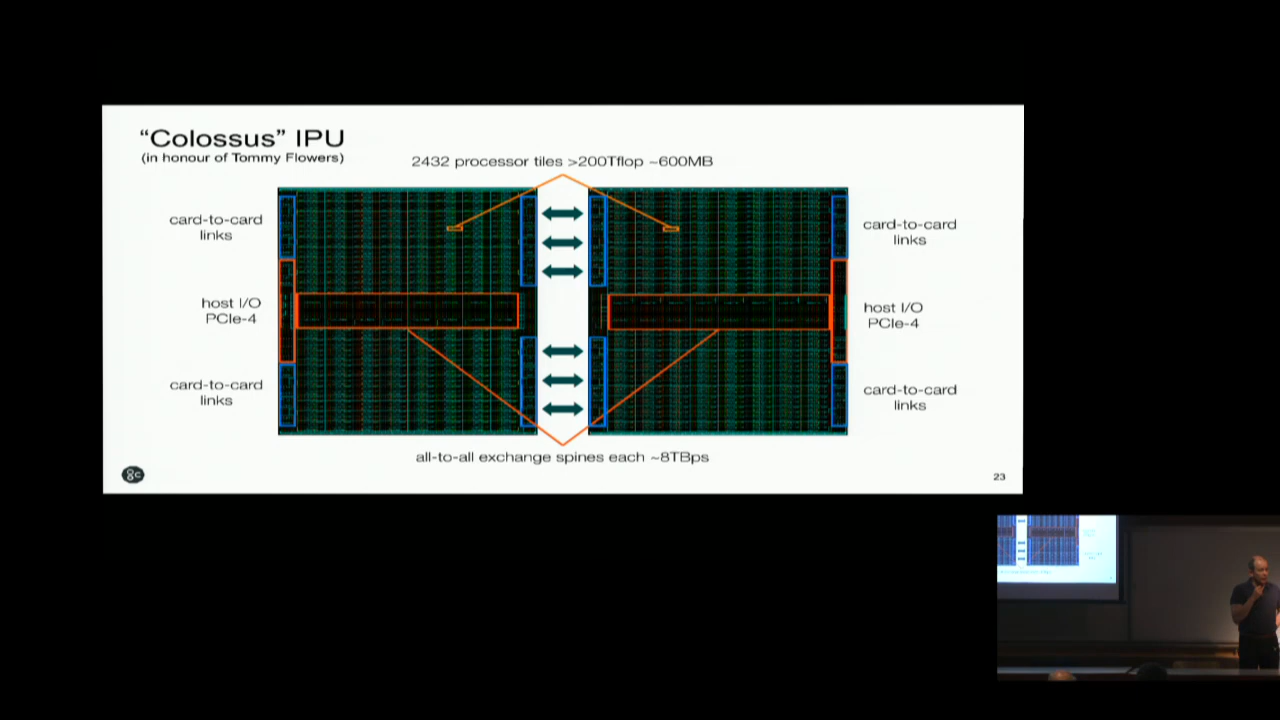 “Colossus” IPU
(in honour of Tommy Flowers)
2432 processor tiles >200Tflop ~600MB
card-to-card
links
card-to-card
links
host I/O
PCIe-4
host I/O
PCIe-4
card-to-card
links
card-to-card
links
all-to-all exchange spines each ~8TBps
23